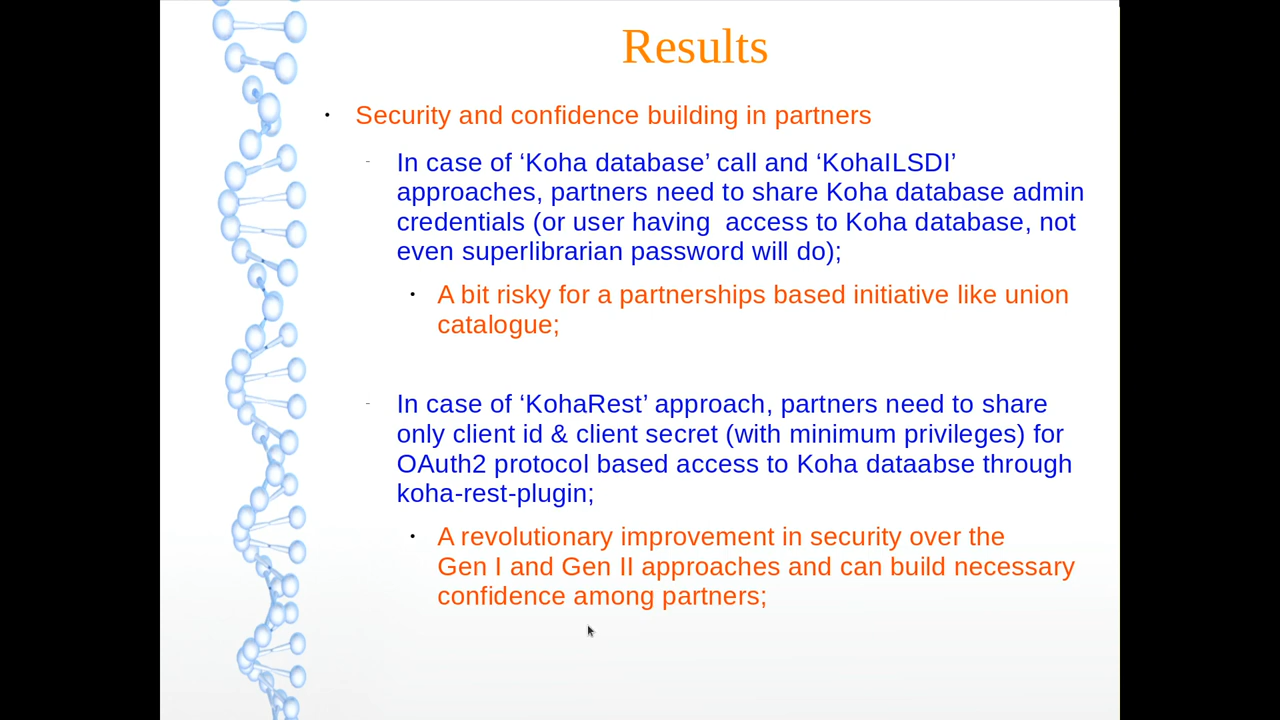 Results
• Security and confidence building in partners
- In case of ‘Koha database’ call and ‘KohaILSDI’
approaches, partners need to share Koha database admin
credentials (or user having  access to Koha database, not
even superlibrarian password will do);
• A bit risky for a partnerships based initiative like union
catalogue;
- In case of ‘KohaRest’ approach, partners need to share
only client id & client secret (with minimum privileges) for
OAuth2 protocol based access to Koha dataabse through
koha-rest-plugin;
• A revolutionary improvement in security over the
Gen I and Gen II approaches and can build necessary
confidence among partners;